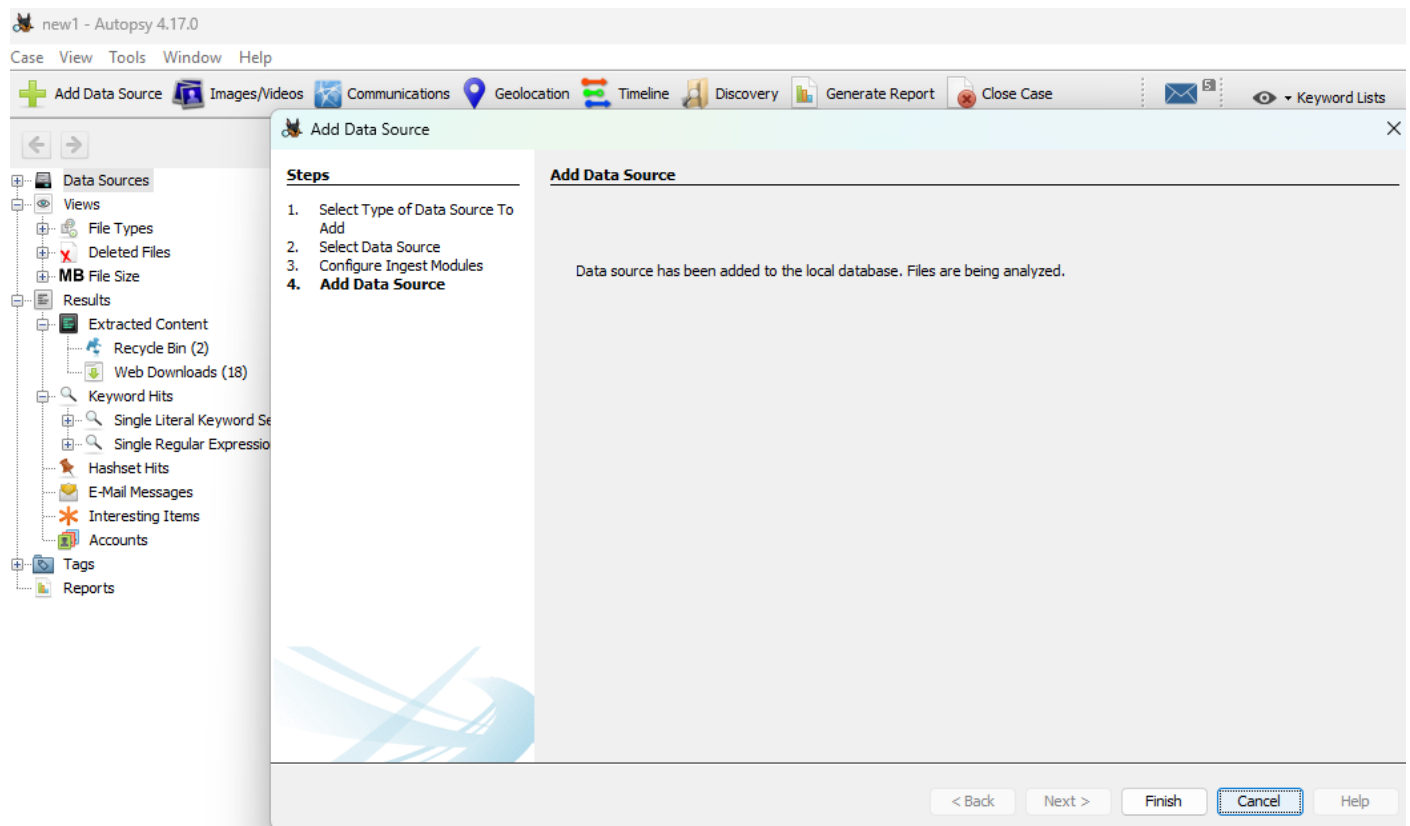 new1 - Autopsy 4.17.0
Case View Tools Window Help
Add Data Source Images/Videos Communications Geolocation Timeline Discovery Generate Report Close Case 5 Keyword Lists
Add Data Source
Data Sources
Views
File Types
Deleted Files
MB File Size
Results
Extracted Content
Recycle Bin (2)
Web Downloads (18)
Keyword Hits
Single Literal Keyword Se
Single Regular Expressio
Hashset Hits
E-Mail Messages
Interesting Items
Accounts
Tags
Reports
Steps
1. Select Type of Data Source To
Add
2. Select Data Source
3. Configure Ingest Modules
4. Add Data Source
Add Data Source
Data source has been added to the local database. Files are being analyzed.
< Back Next > Finish Cancel Help